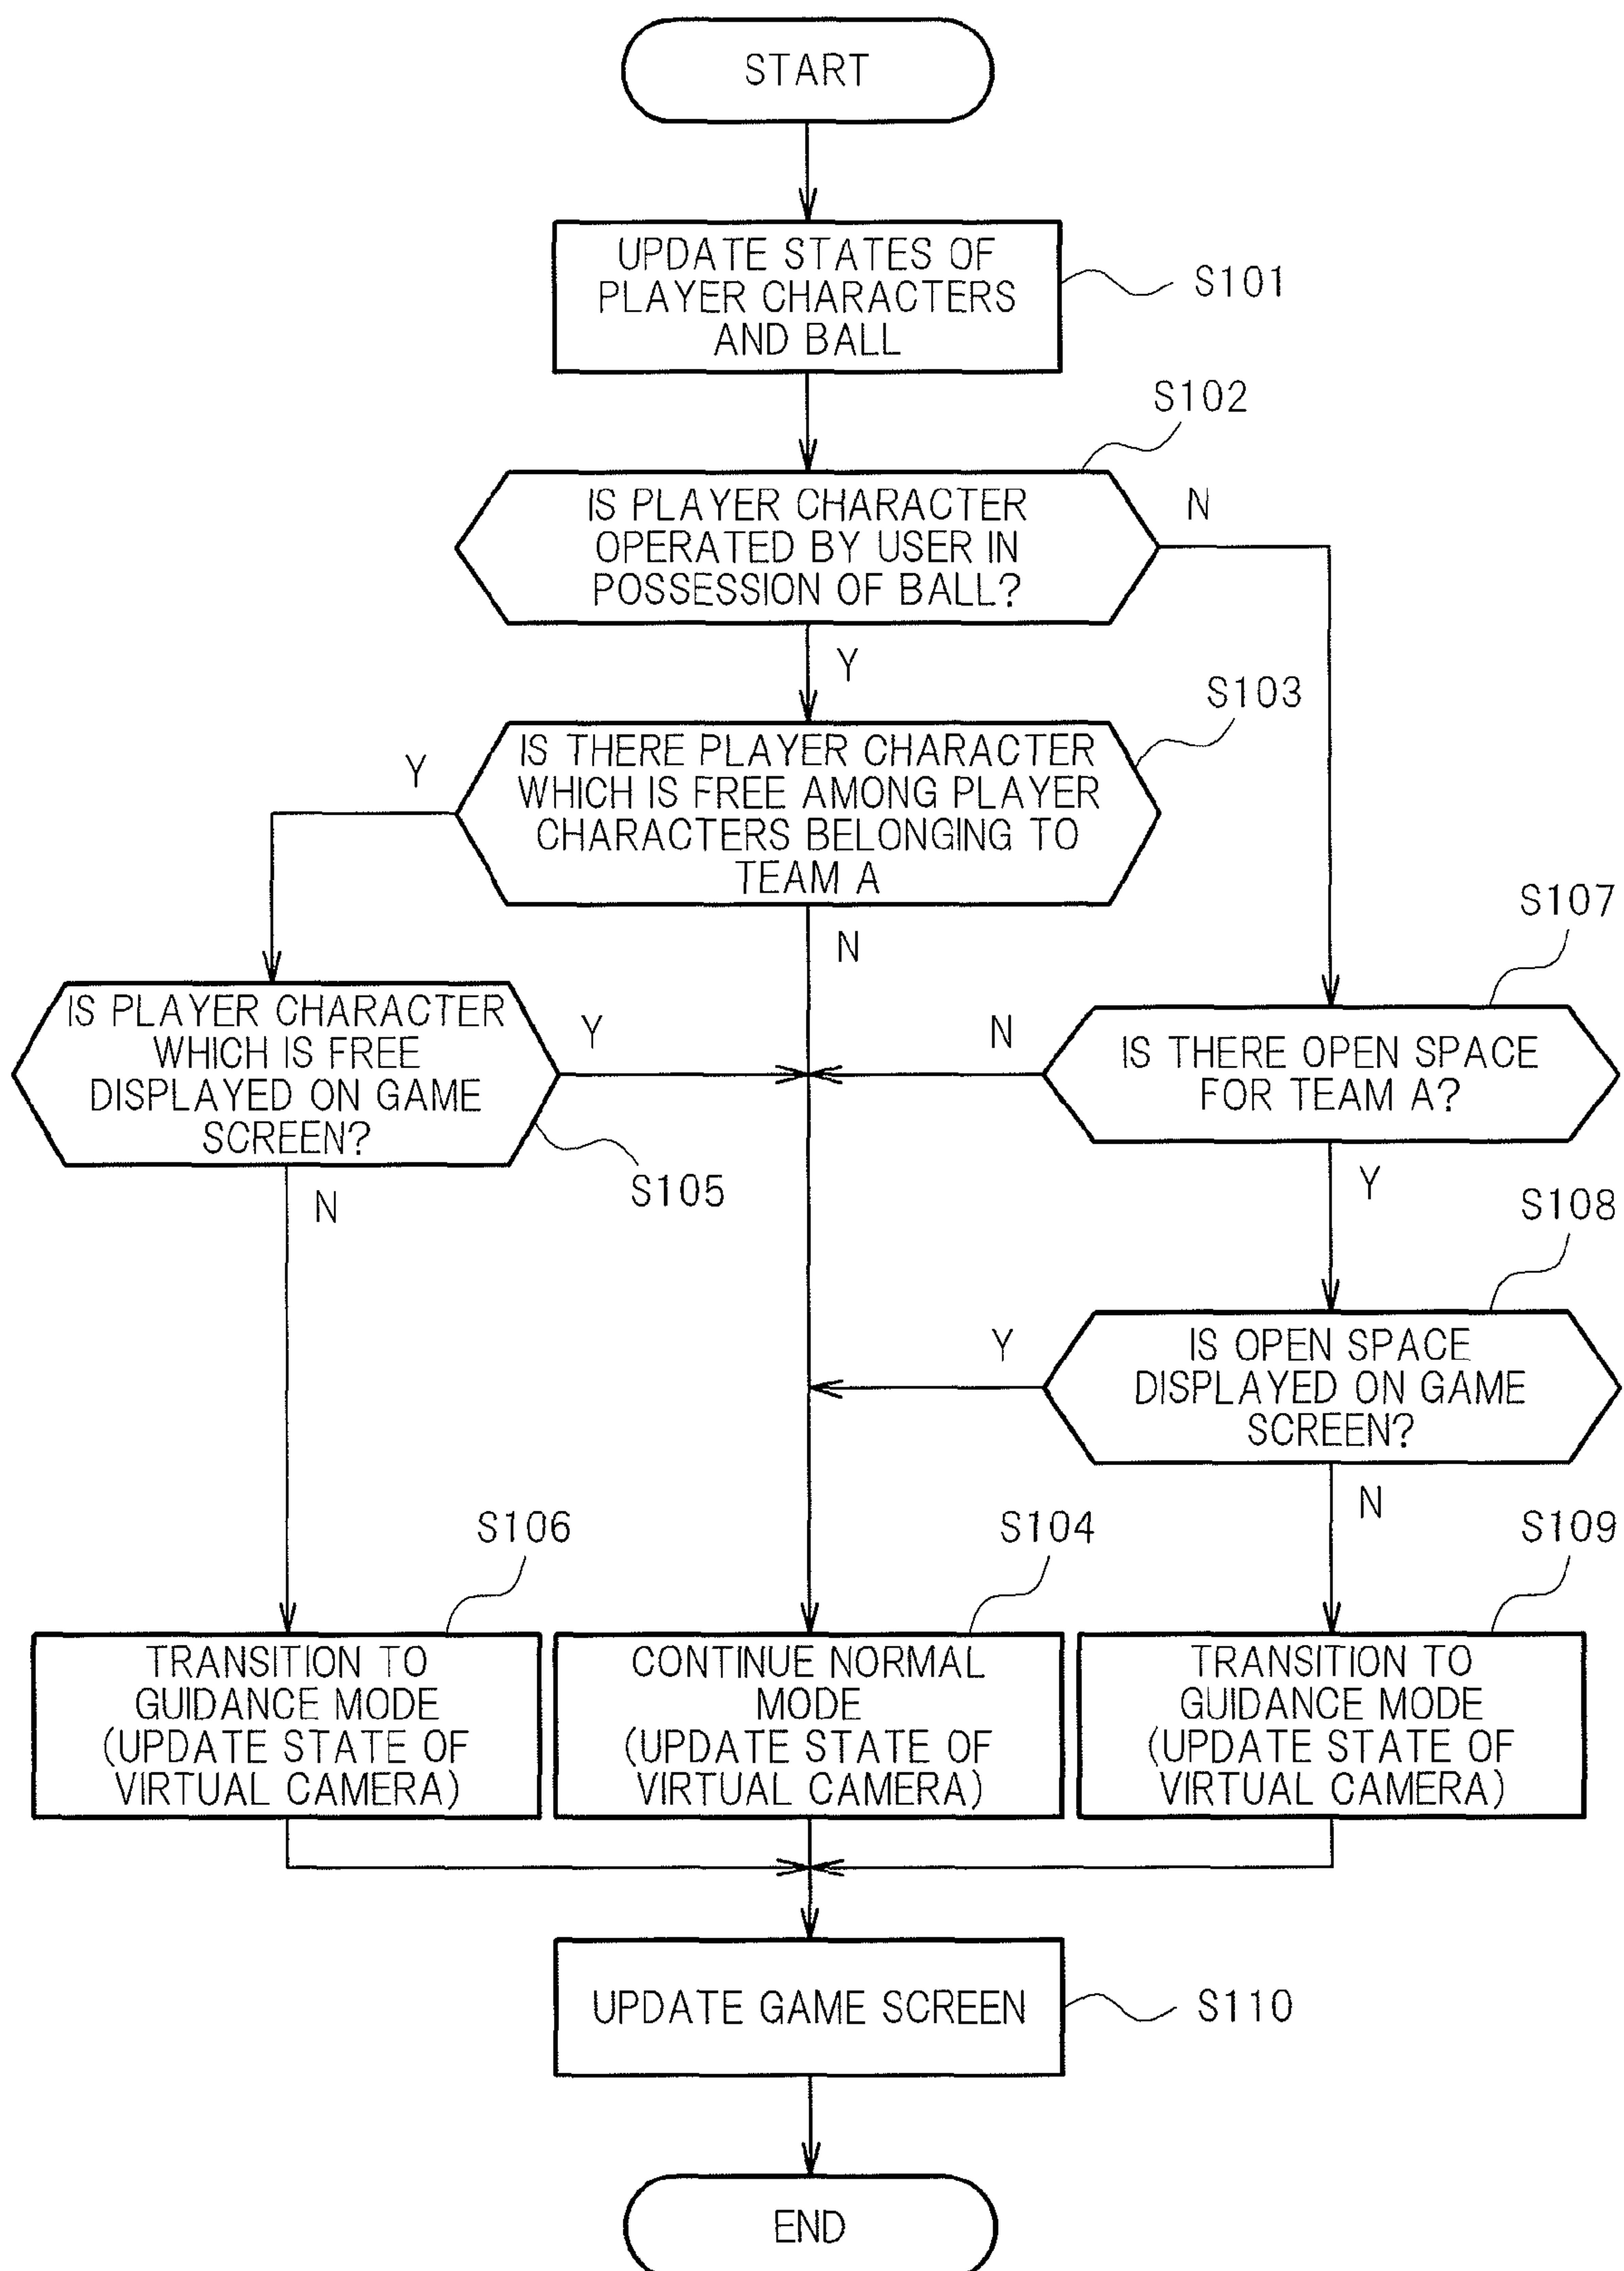 START
UPDATE STATES OF
PLAYER CHARACTERS
AND BALL
S101
S102
IS PLAYER CHARACTER
OPERATED BY USER IN
POSSESSION OF BALL?
N
Y
S103
IS THERE PLAYER CHARACTER
WHICH IS FREE AMONG PLAYER
CHARACTERS BELONGING TO
TEAM A
Y
N
S107
IS PLAYER CHARACTER
WHICH IS FREE
DISPLAYED ON GAME
SCREEN?
Y
N
S105
IS THERE OPEN SPACE
FOR TEAM A?
N
Y
S108
IS OPEN SPACE
DISPLAYED ON GAME
SCREEN?
Y
N
S106
TRANSITION TO
GUIDANCE MODE
(UPDATE STATE OF
VIRTUAL CAMERA)
S104
CONTINUE NORMAL
MODE
(UPDATE STATE OF
VIRTUAL CAMERA)
S109
TRANSITION TO
GUIDANCE MODE
(UPDATE STATE OF
VIRTUAL CAMERA)
UPDATE GAME SCREEN
S110
END